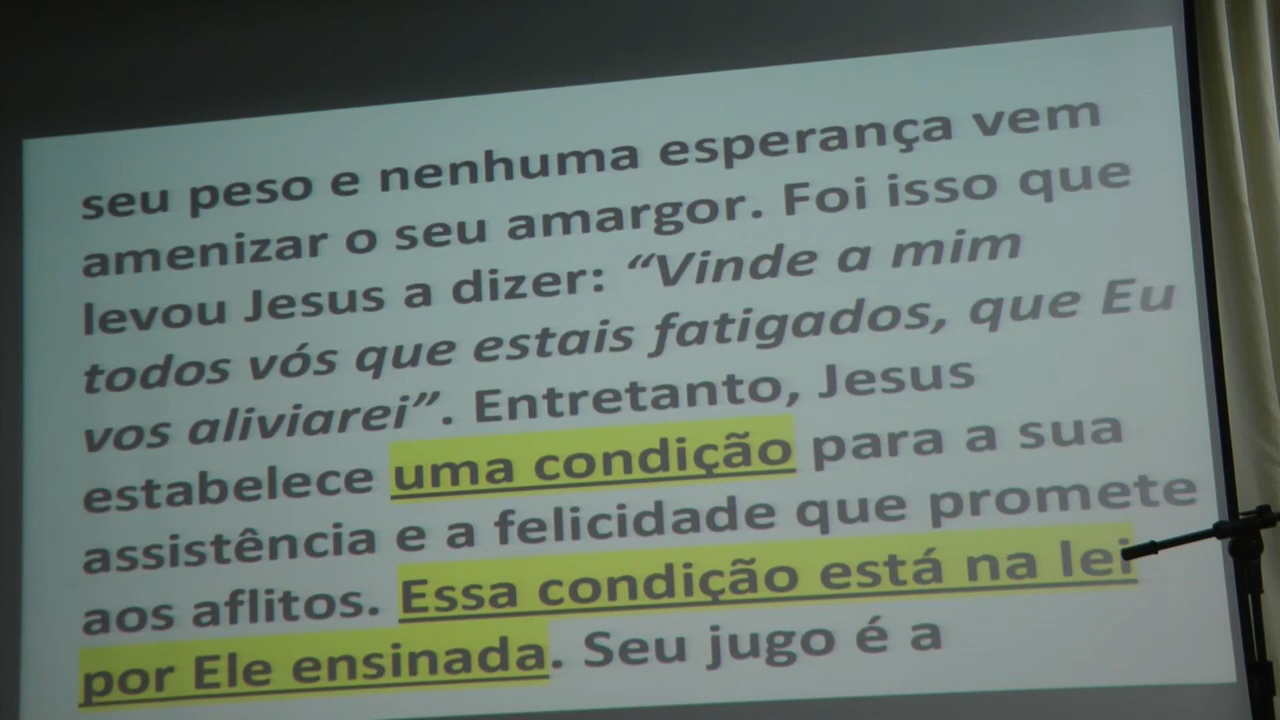 seu peso e nenhuma esperança vem
amenizar o seu amargor. Foi isso que
levou Jesus a dizer: “Vinde a mim
todos vós que estais fatigados, que Eu
vos aliviarei”. Entretanto, Jesus
estabelece uma condição para a sua
assistência e a felicidade que promete
aos aflitos. Essa condição está na lei
por Ele ensinada. Seu jugo é a